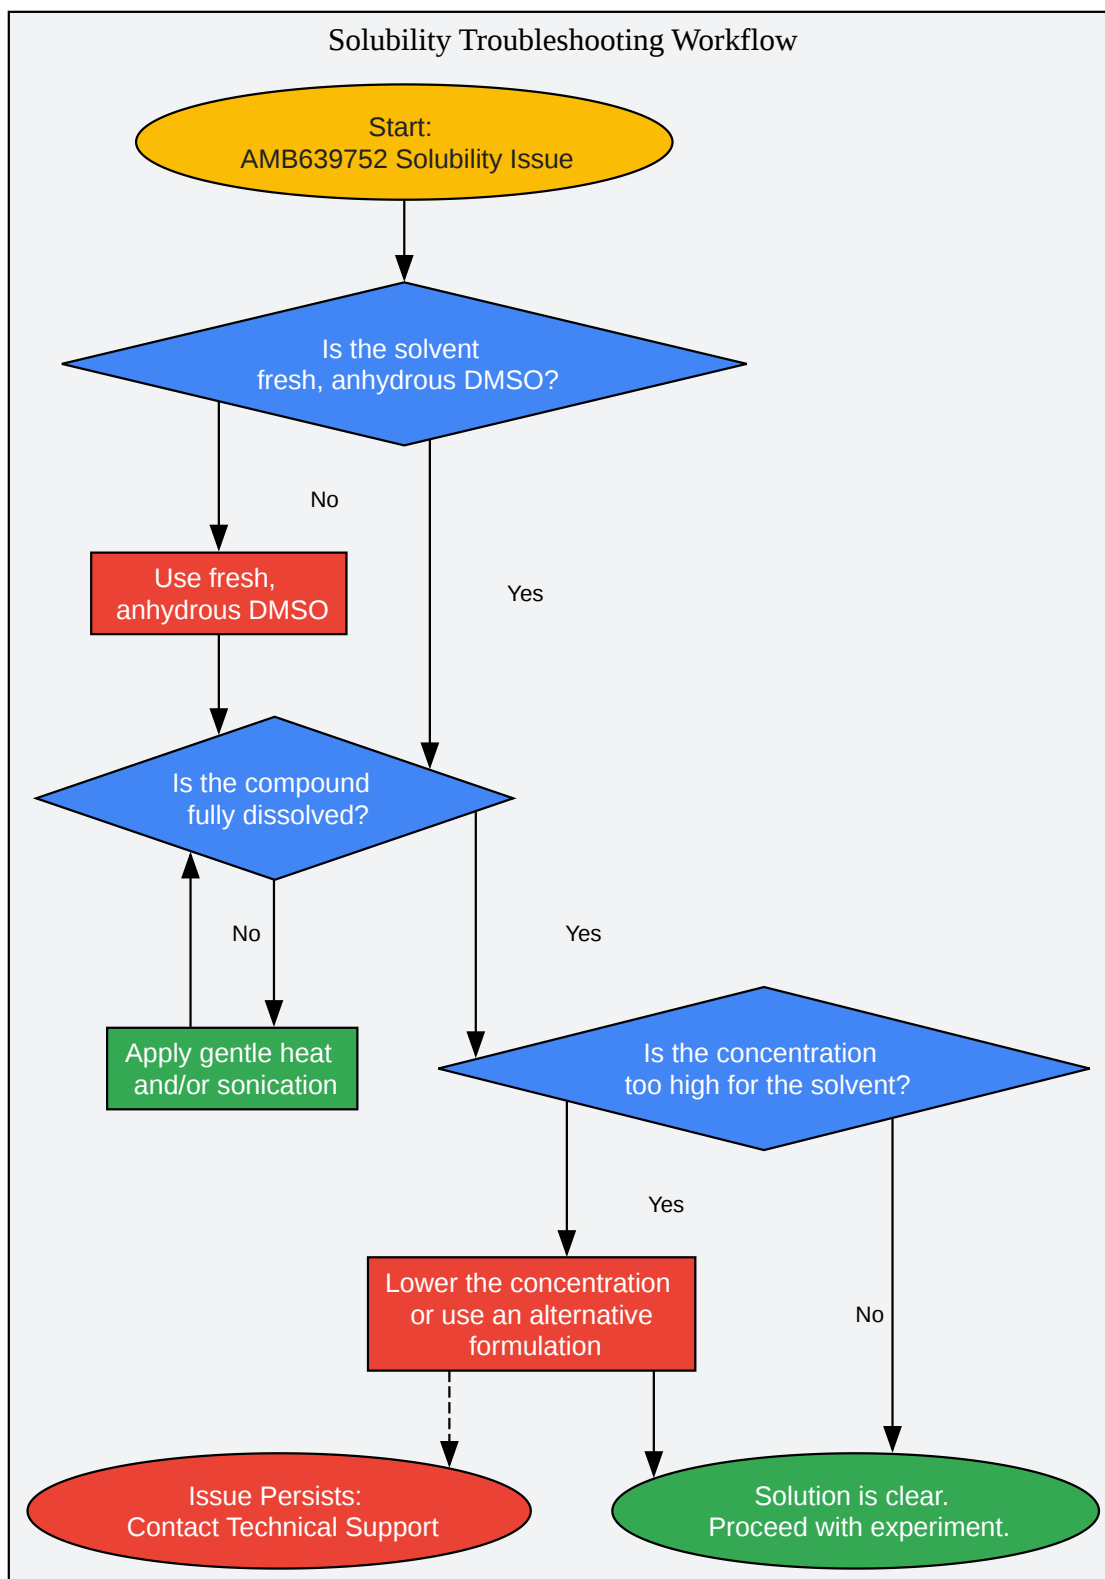 Solubility Troubleshooting Workflow
Start:
AMB639752 Solubility Issue
Is the solvent
fresh, anhydrous DMSO?
No
Yes
Use fresh,
anhydrous DMSO
Is the compound
fully dissolved?
No
Yes
Apply gentle heat
and/or sonication
Is the concentration
too high for the solvent?
Yes
No
Lower the concentration
or use an alternative
formulation
Issue Persists:
Contact Technical Support
Solution is clear.
Proceed with experiment.